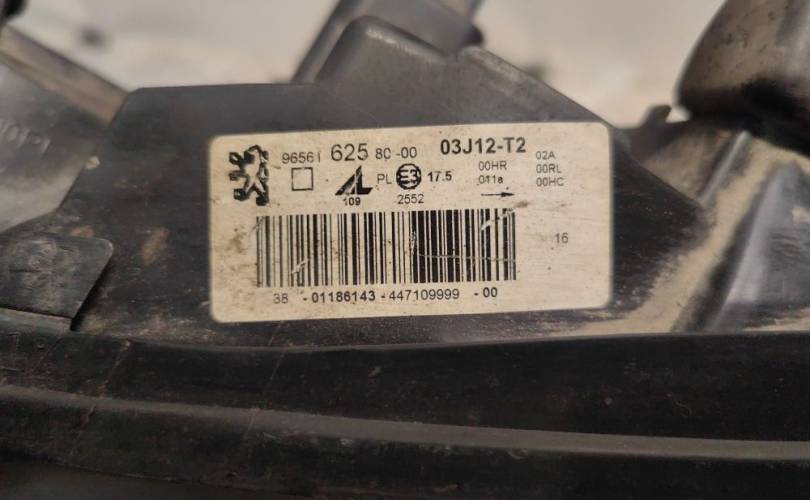 96561 625 80-00 03J12-T2
PL E3 17.5 00HR 02A
011a 00RL
00HC
109 2552
16
38 - 01186143 - 447109999 - 00